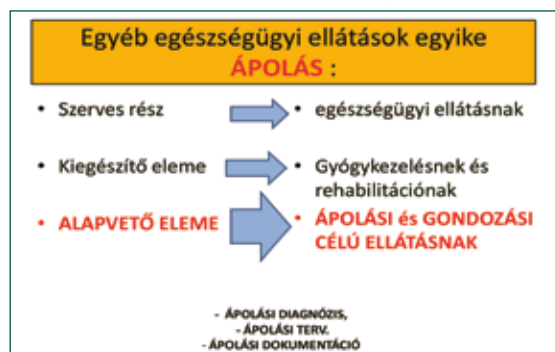 Egyéb egészségügyi ellátások egyike
ÁPOLÁS :
• Szerves rész
• egészségügyi ellátásnak
• Kiegészítő eleme
• Gyógykezelésnek és
rehabilitációnak
• ALAPVETŐ ELEME
• ÁPOLÁSI és GONDOZÁSI
CÉLÚ ELLÁTÁSNAK
- ÁPOLÁSI DIAGNÓZIS,
- ÁPOLÁSI TERV.
- ÁPOLÁSI DOKUMENTÁCIÓ